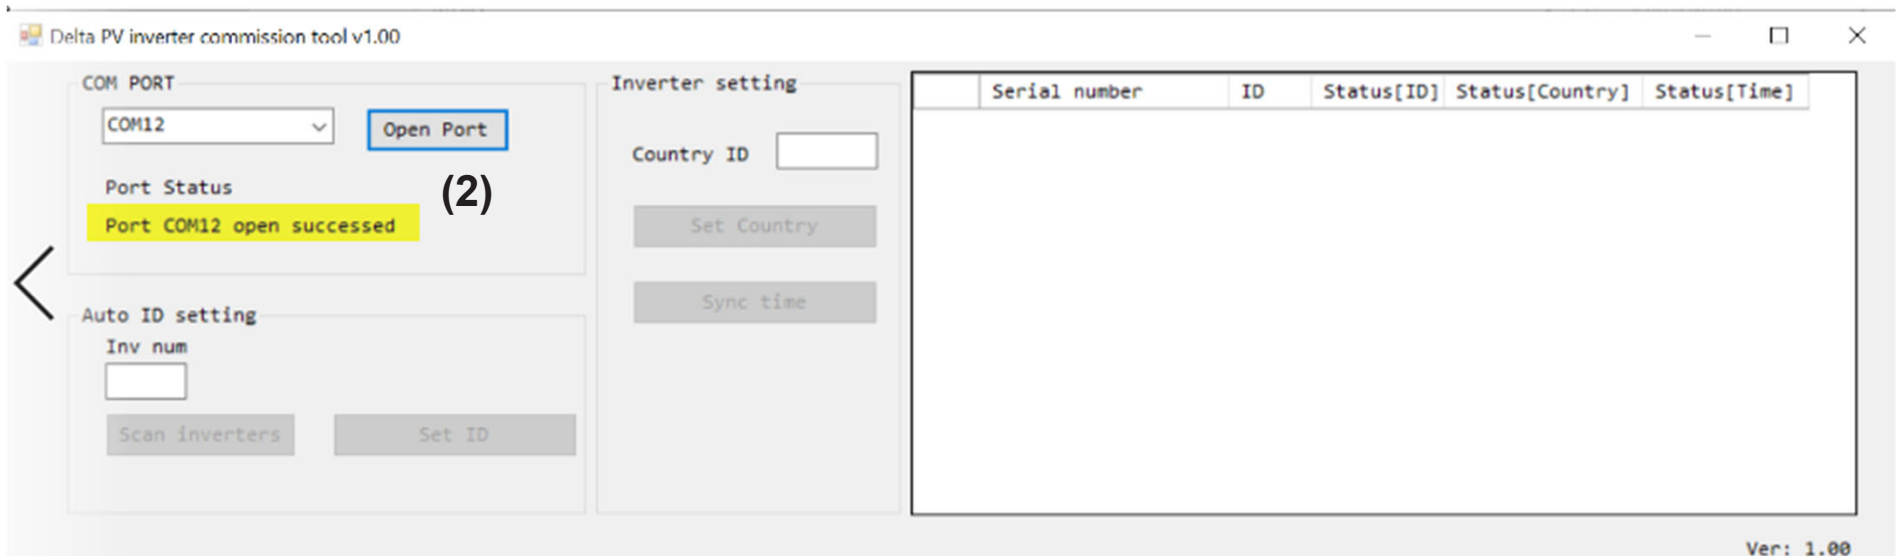 Delta PV inverter commission tool v1.00
COM PORT
COM12
Open Port
Port Status
(2)
Port COM12 open successed
Auto ID setting
Inv num
Scan inverters
Set ID
Inverter setting
Country ID
Set Country
Sync time
Serial number ID Status[ID] Status[Country] Status[Time]
Ver: 1.00